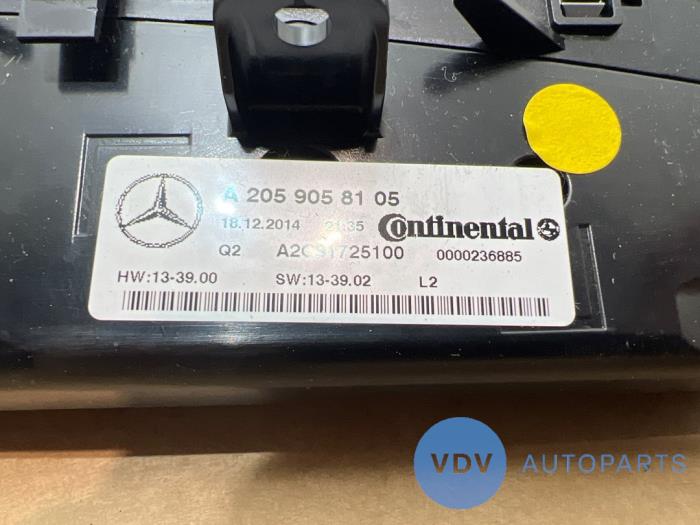 A 205 905 81 05
18.12.2014 21:35 Continental
Q2 0000236885
HW:13-39.00 SW:13-39.02 L2
VDV AUTOPARTS